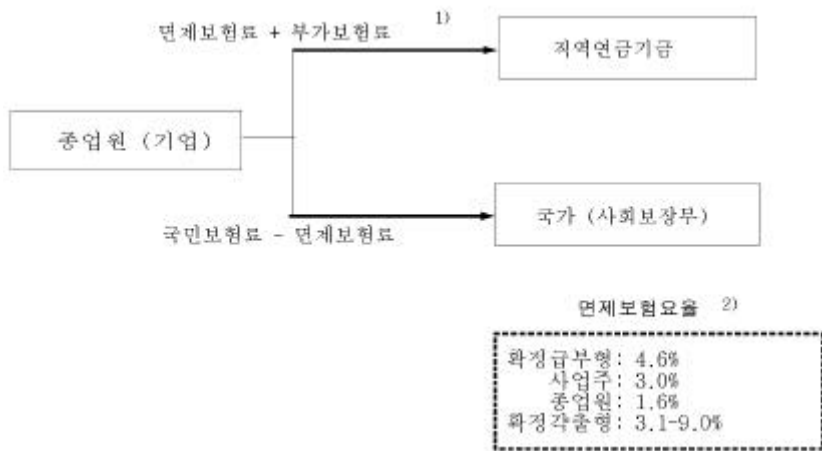 면제보험료 + 부가보험료 1)
직역연금기금
종업원 (기업)
국가 (사회보장부)
국민보험료 - 면제보험료
면제보험요율 2)
확정급부형: 4.6%
사업주: 3.0%
종업원: 1.6%
확정각출형: 3.1-9.0%